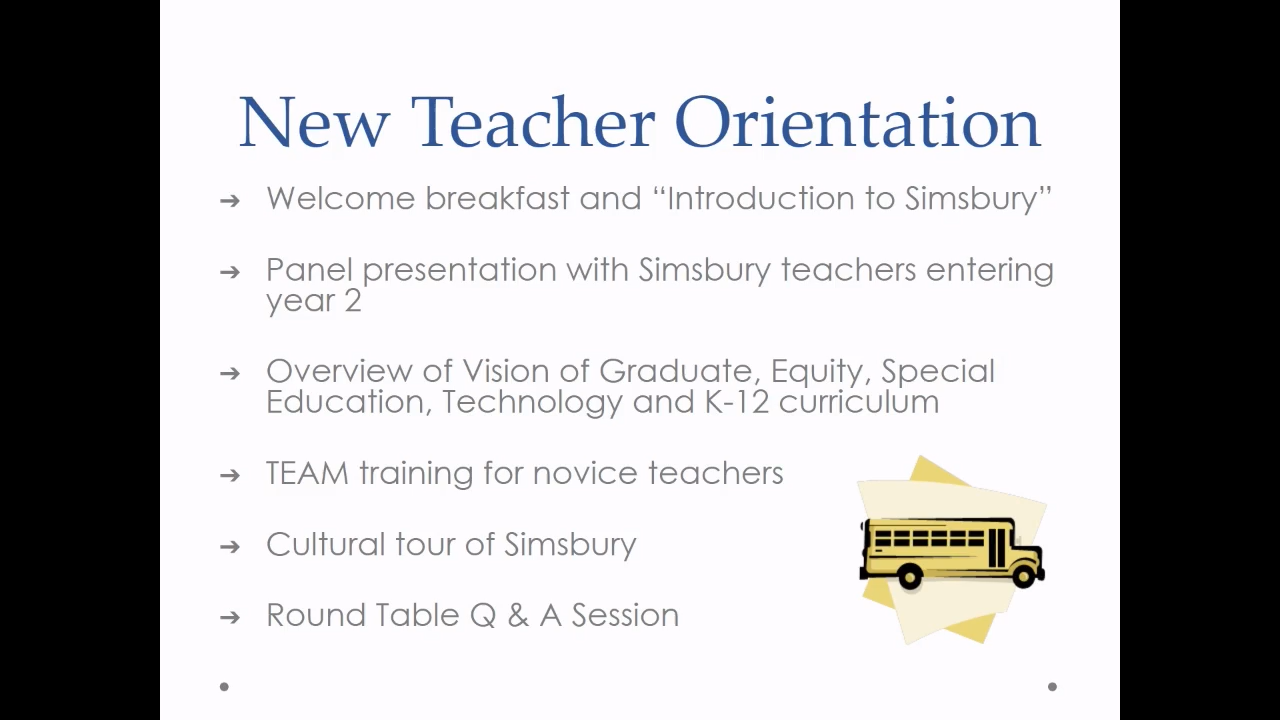 New Teacher Orientation
➔ Welcome breakfast and “Introduction to Simsbury”
➔ Panel presentation with Simsbury teachers entering
year 2
➔ Overview of Vision of Graduate, Equity, Special
Education, Technology and K-12 curriculum
➔ TEAM training for novice teachers
➔ Cultural tour of Simsbury
➔ Round Table Q & A Session